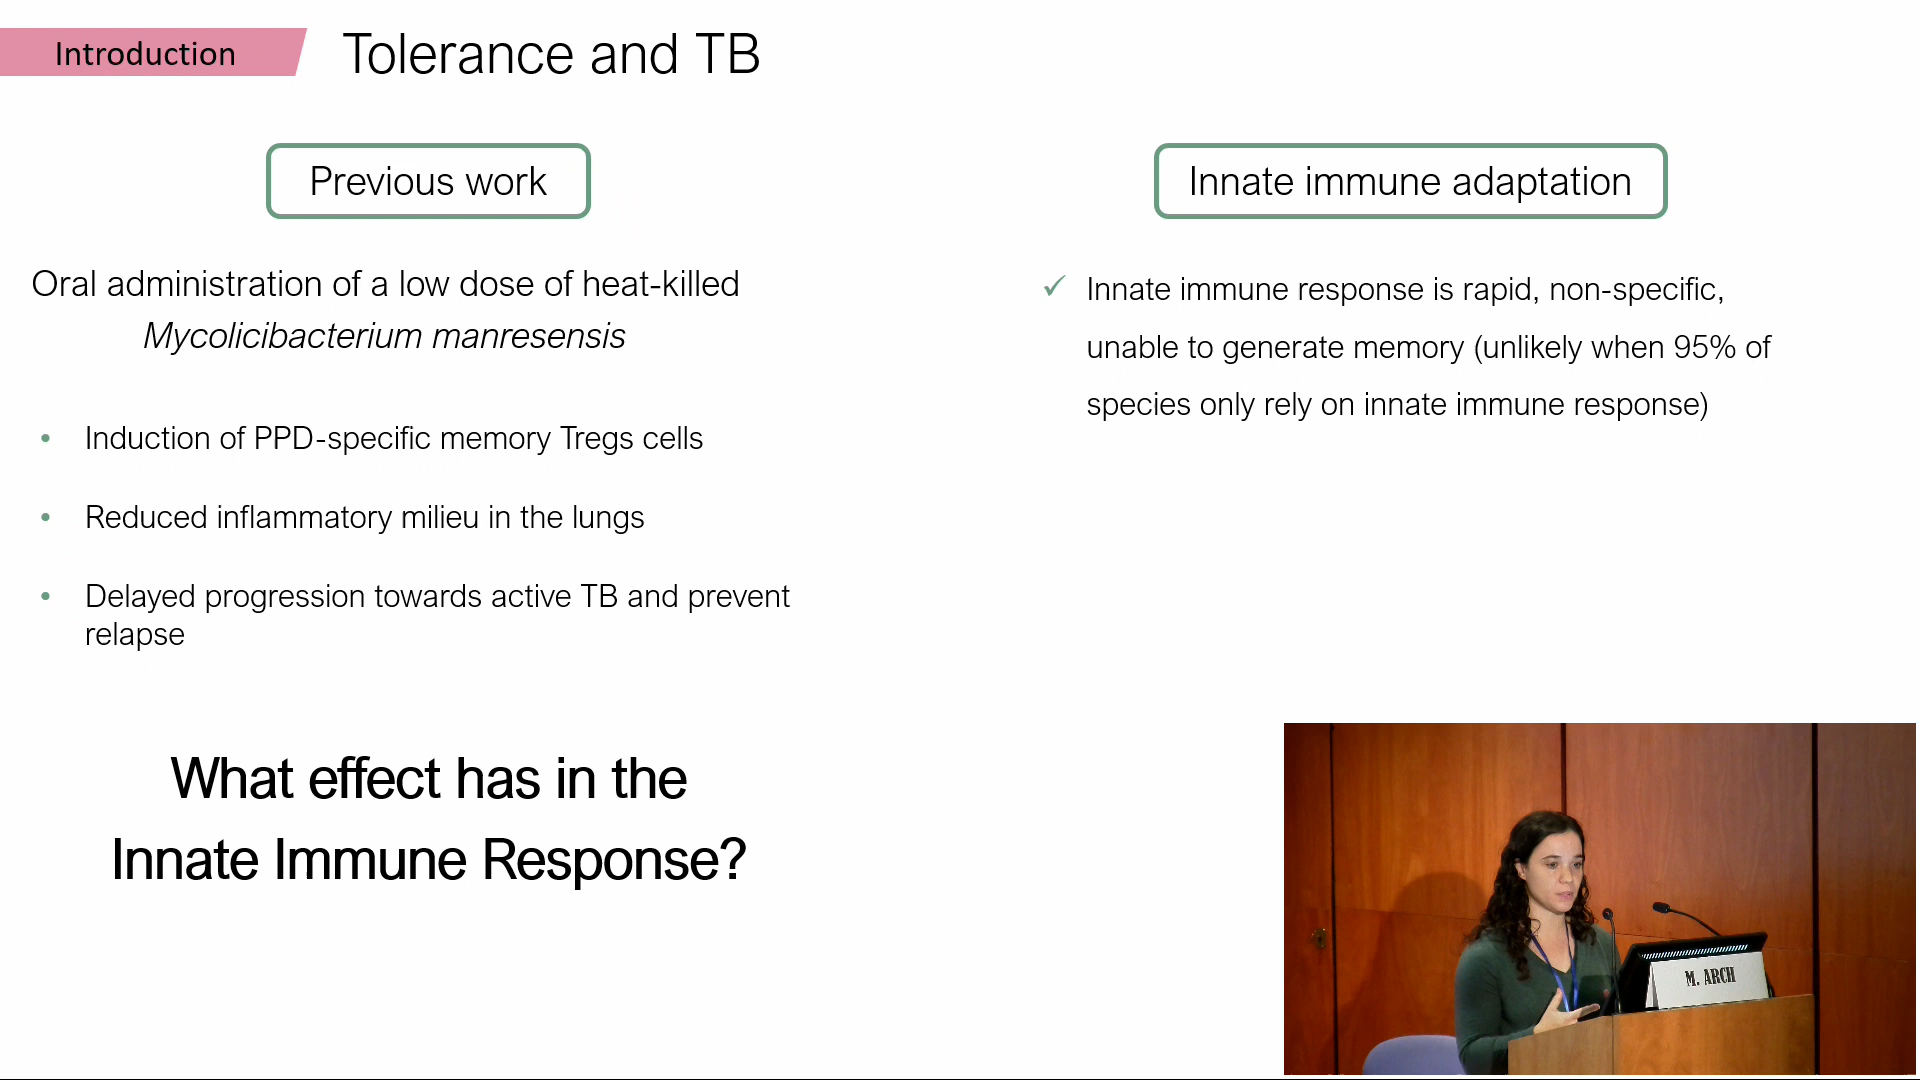 Introduction
Tolerance and TB
Previous work
Oral administration of a low dose of heat-killed
Mycolicibacterium manresensis
• Induction of PPD-specific memory Tregs cells
• Reduced inflammatory milieu in the lungs
• Delayed progression towards active TB and prevent
relapse
What effect has in the
Innate Immune Response?
Innate immune adaptation
✓ Innate immune response is rapid, non-specific,
unable to generate memory (unlikely when 95% of
species only rely on innate immune response)
M. ARCH